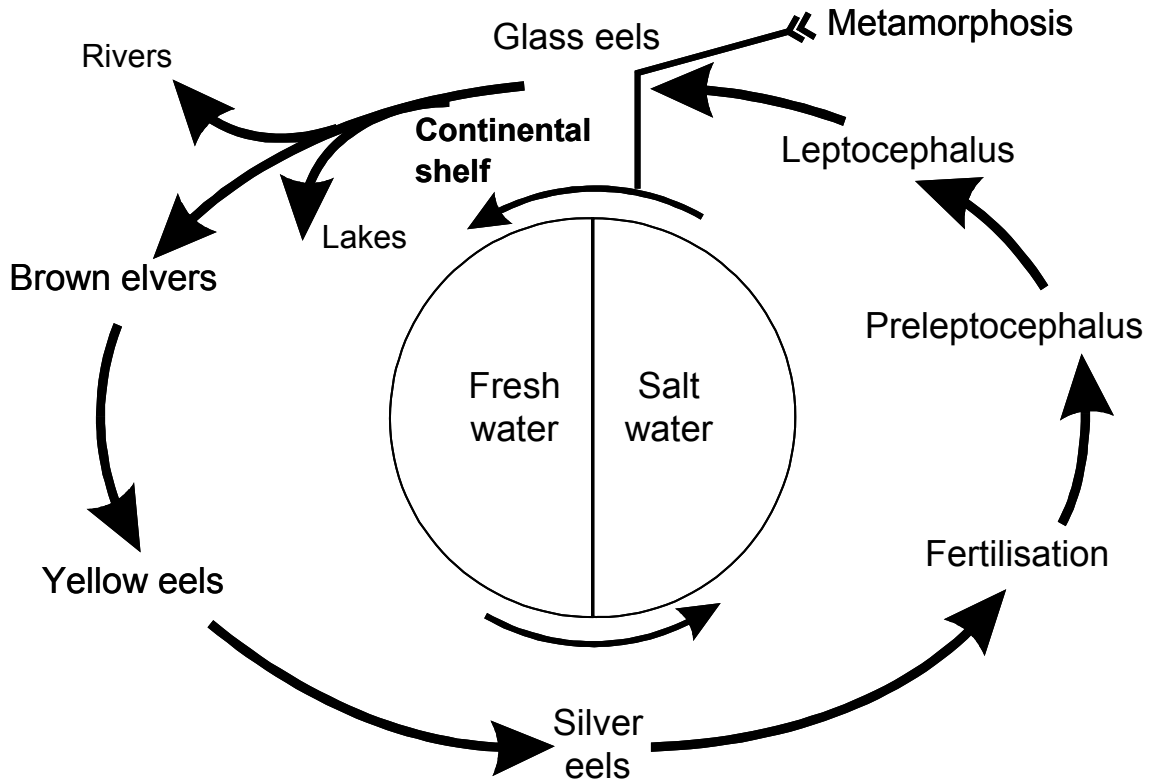 Metamorphosis
Glass eels
Rivers
Continental
shelf
Leptocephalus
Lakes
Brown elvers
Preleptocephalus
Fresh
water
Salt
water
Fertilisation
Yellow eels
Silver
eels